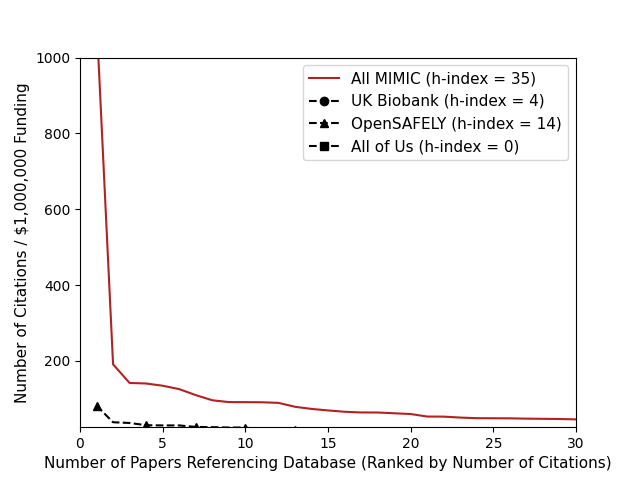 1000
800
600
400
200
0
5
10
15
20
25
30
Number of Citations / $1,000,000 Funding
Number of Papers Referencing Database (Ranked by Number of Citations)
All MIMIC (h-index = 35)
UK Biobank (h-index = 4)
OpenSAFELY (h-index = 14)
All of Us (h-index = 0)